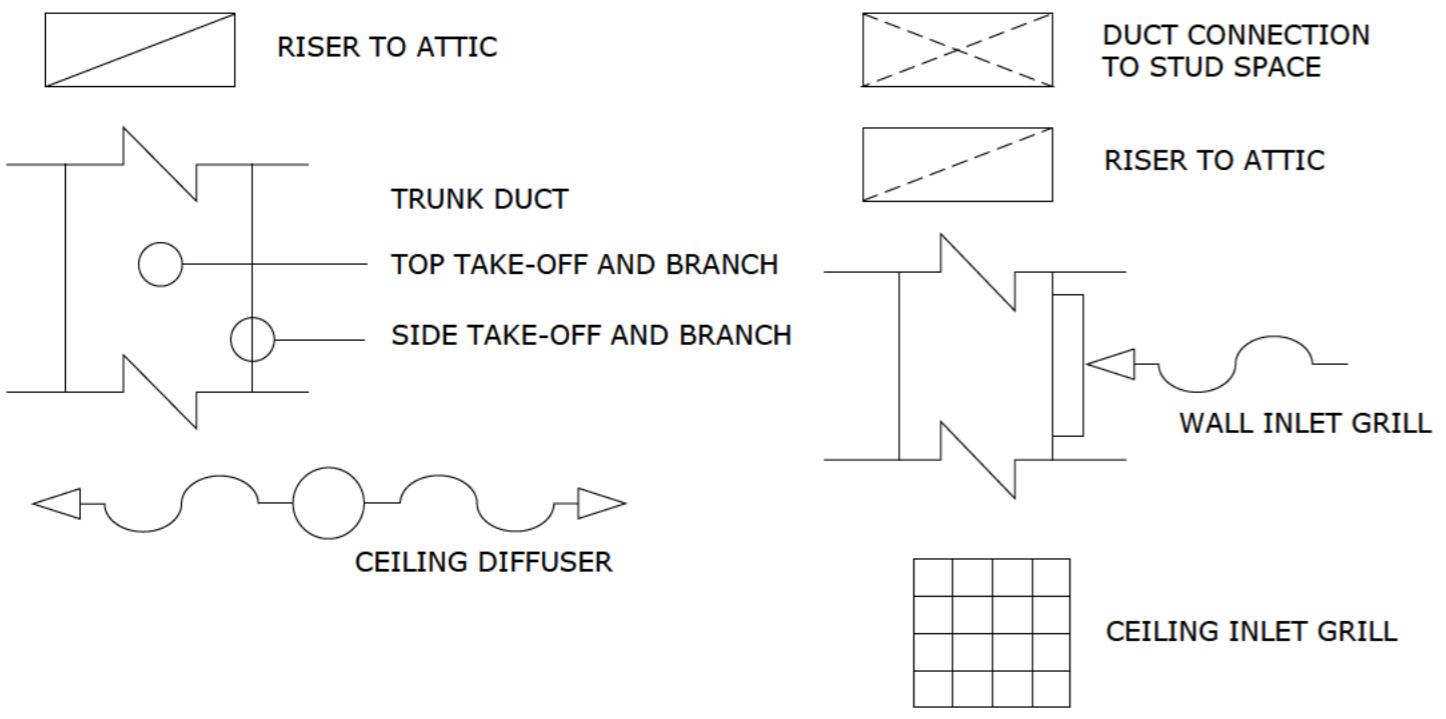 RISER TO ATTIC
TRUNK DUCT
TOP TAKE-OFF AND BRANCH
SIDE TAKE-OFF AND BRANCH
CEILING DIFFUSER
DUCT CONNECTION
TO STUD SPACE
RISER TO ATTIC
WALL INLET GRILL
CEILING INLET GRILL